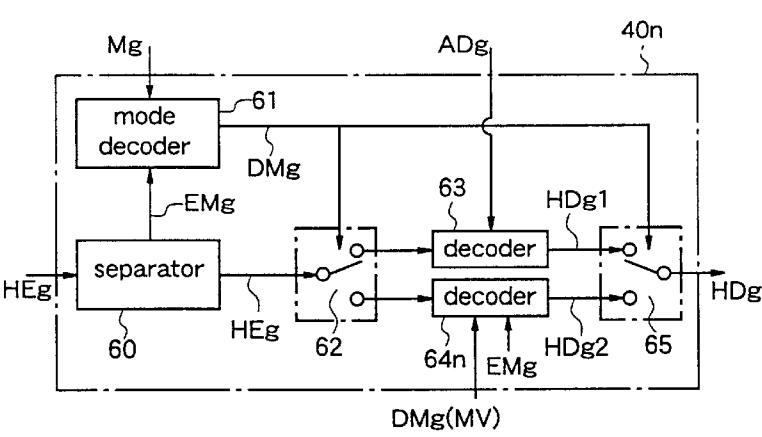 Mg
ADg
40n
61
mode
decoder
DMg
EMg
63
HDg1
separator
decoder
HEg
HEg
decoder
HDg
60
62
64n
EMg
HDg2
65
DMg(MV)